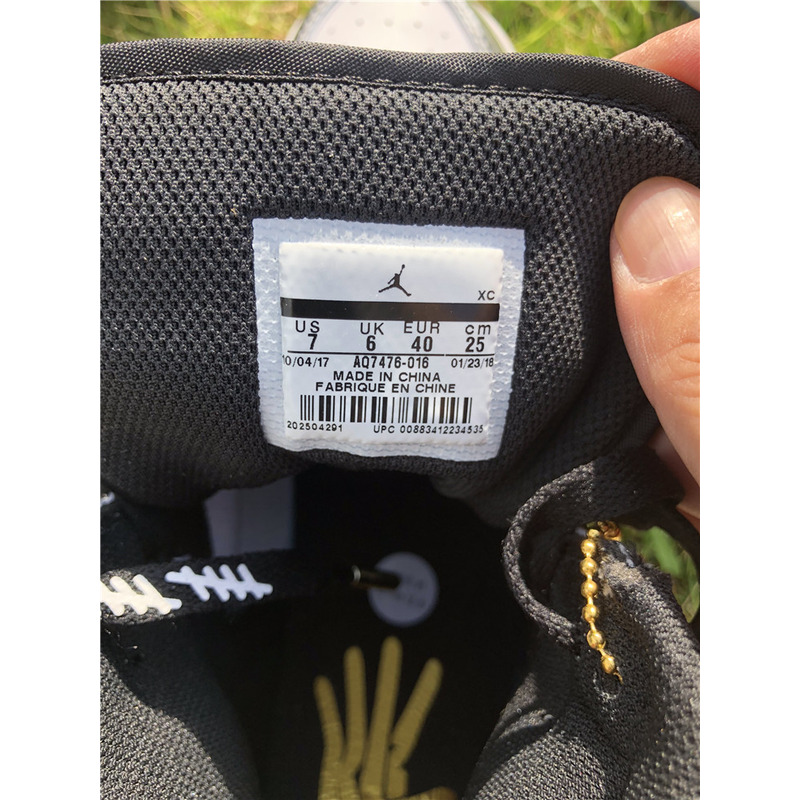 XC
US UK EUR cm
7 6 40 25
10/04/17 AQ7476-016 01/23/18
MADE IN CHINA
FABRIQUE EN CHINE
202504291 UPC 00883412234535